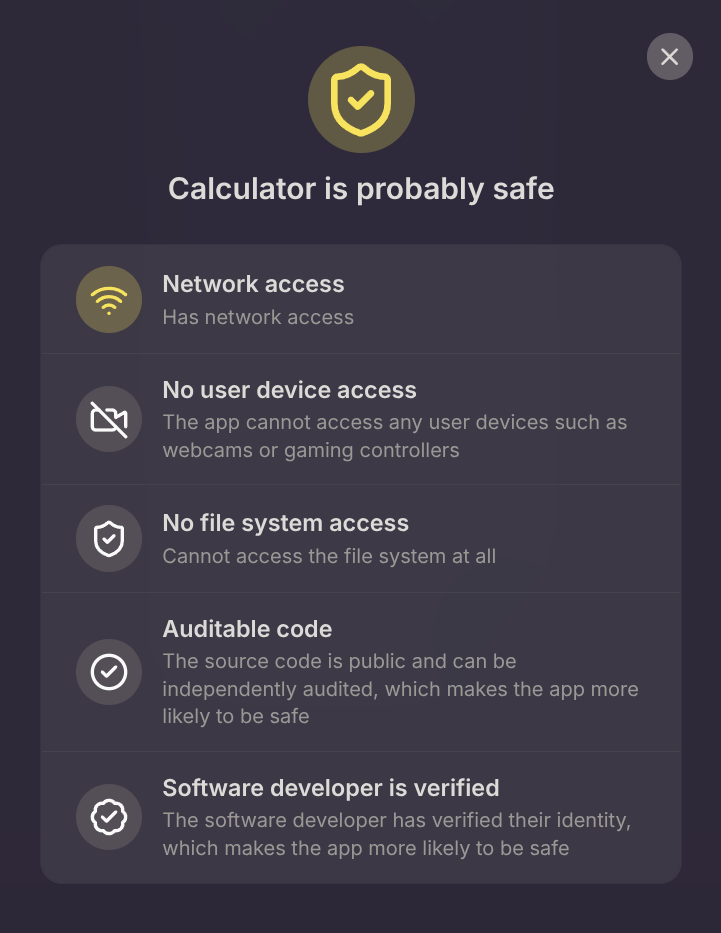 Calculator is probably safe
Network access
Has network access
No user device access
The app cannot access any user devices such as
webcams or gaming controllers
No file system access
Cannot access the file system at all
Auditable code
The source code is public and can be
independently audited, which makes the app more
likely to be safe
Software developer is verified
The software developer has verified their identity,
which makes the app more likely to be safe